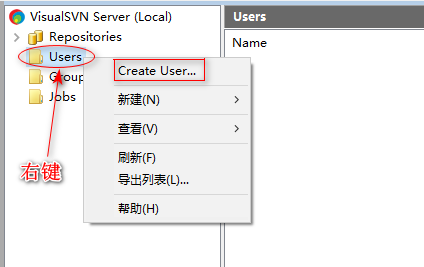 VisualSVN Server (Local)
Repositories
Users
Group
Jobs
右键
Create User...
新建(N)
查看(V)
刷新(F)
导出列表(L)...
帮助(H)
Users
Name